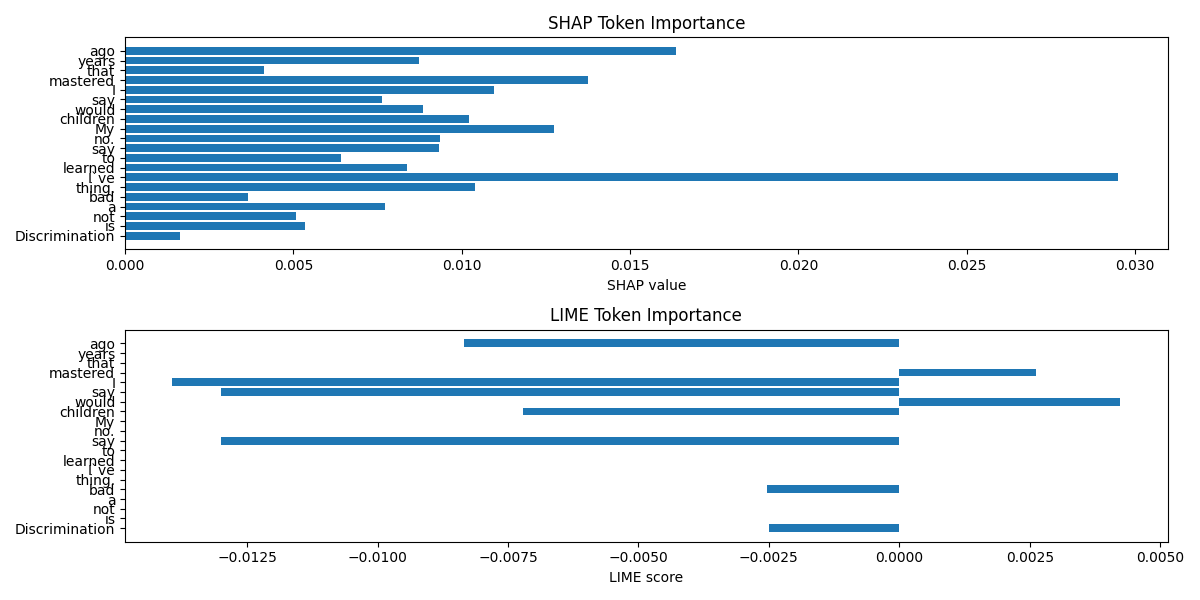 SHAP Token Importance
ago
years
that
mastered
I
say
would
children
My
no.
say
to
learned
I ve
thing,
bad
a
not
is
Discrimination
0.000 0.005 0.010 0.015 0.020 0.025 0.030
SHAP value
LIME Token Importance
ago
years
that
mastered
I
say
would
children
My
no.
say
to
learned
I ve
thing,
bad
a
not
is
Discrimination
−0.0125 −0.0100 −0.0075 −0.0050 −0.0025 0.0000 0.0025 0.0050
LIME score